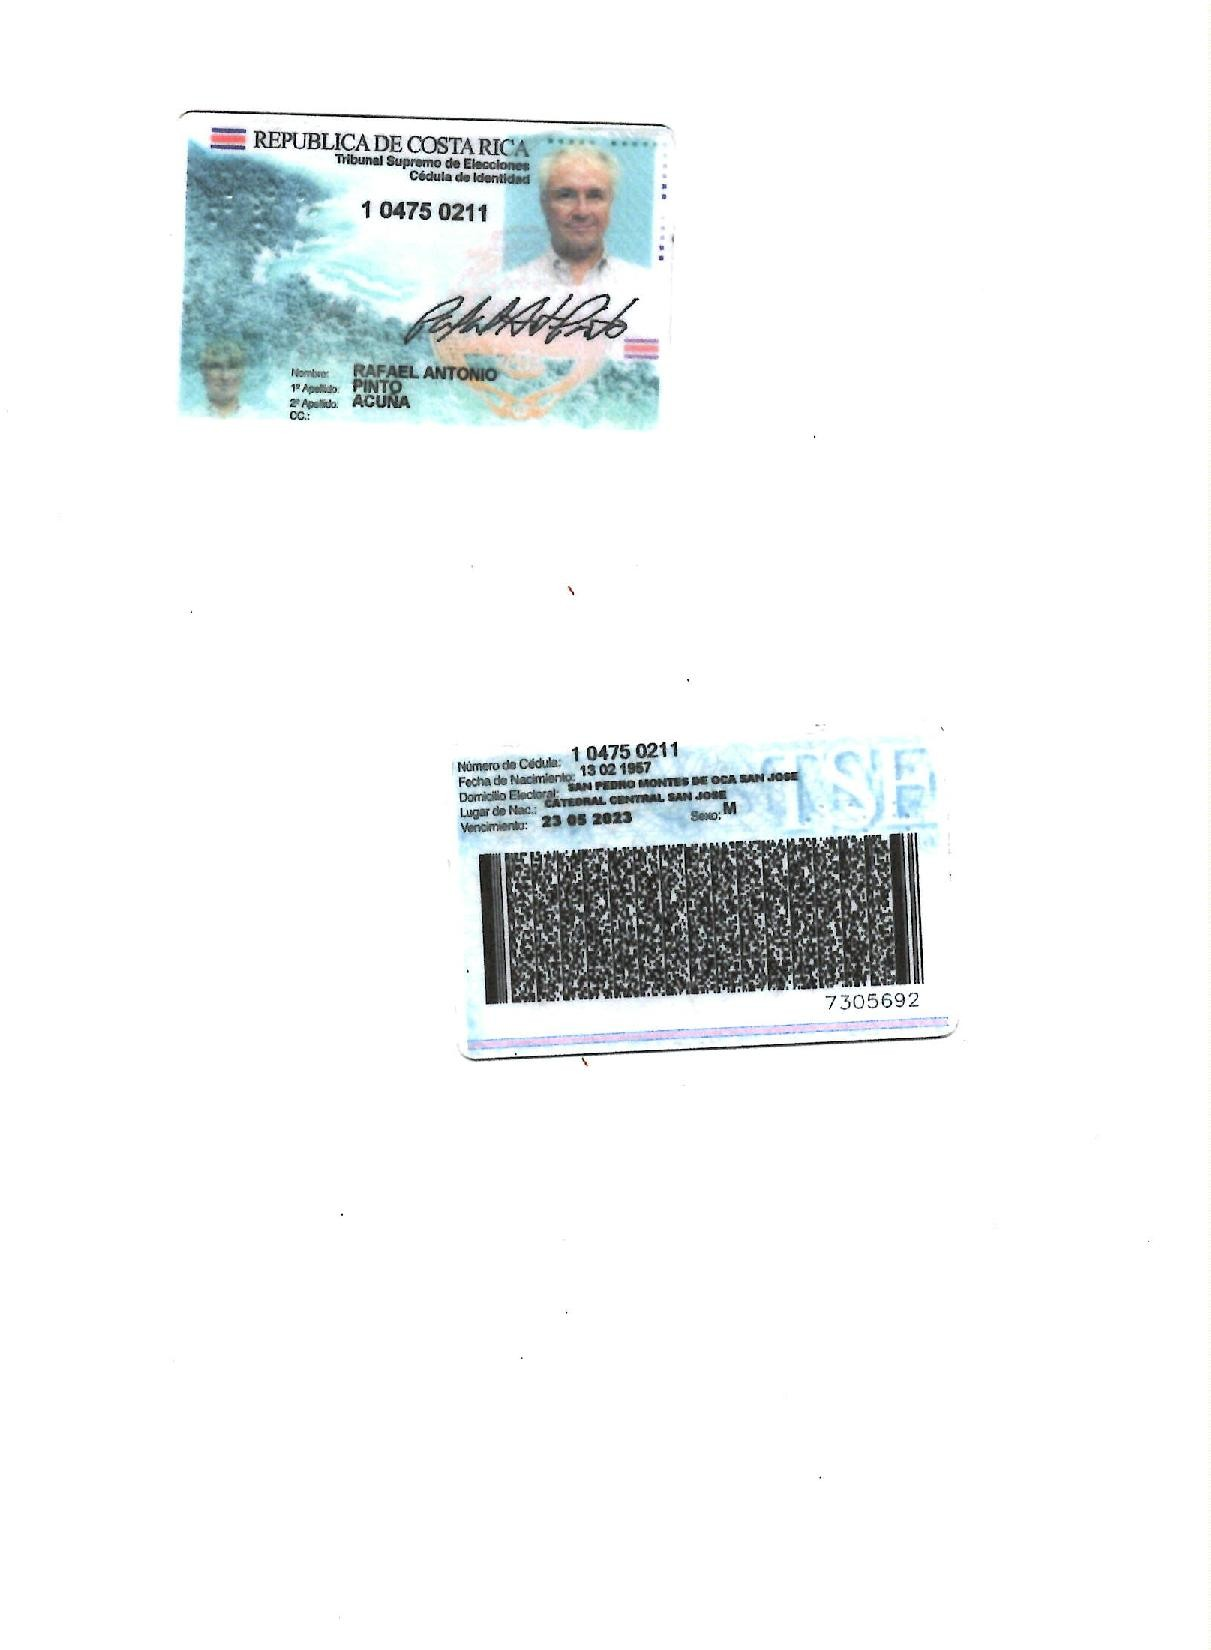 REPUBLICA DE COSTA RICA
Tribunal Supremo de Elecciones
Cédula de Identidad
1 0475 0211
Nombre: RAFAEL ANTONIO
1º Apellido: PINTO
2º Apellido: ACUÑA
CC.:
Número de Cédula: 1 0475 0211
Fecha de Nacimiento: 13 02 1957
Domicilio Electoral: SAN PEDRO MONTES DE OCA SAN JOSE
Lugar de Nac.: CATEDRAL CENTRAL SAN JOSE
Vencimiento: 23 05 2023 Sexo: M
TSE
7305692